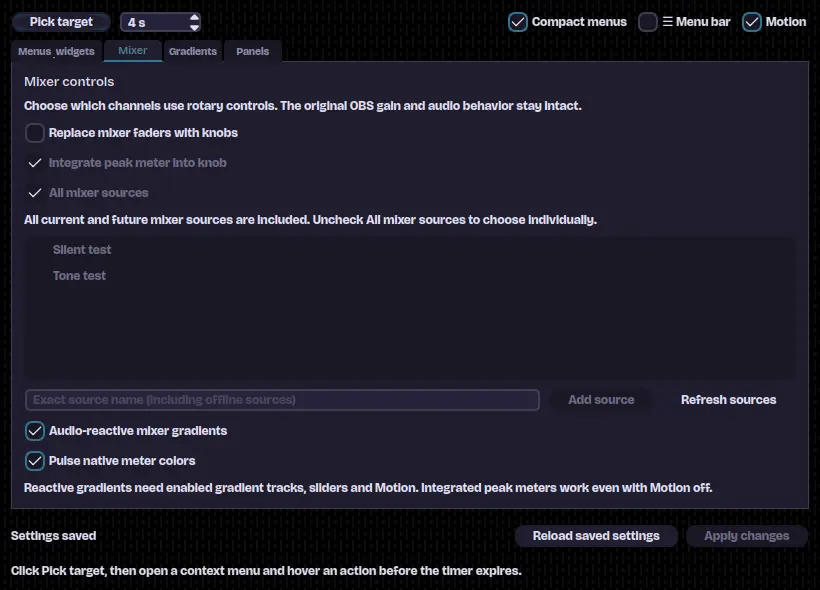 Pick target 4 s Compact menus ☰ Menu bar Motion
Menus_widgets Mixer Gradients Panels
Mixer controls
Choose which channels use rotary controls. The original OBS gain and audio behavior stay intact.
Replace mixer faders with knobs
Integrate peak meter into knob
All mixer sources
All current and future mixer sources are included. Uncheck All mixer sources to choose individually.
Silent test
Tone test
Exact source name (including offline sources) Add source Refresh sources
Audio-reactive mixer gradients
Pulse native meter colors
Reactive gradients need enabled gradient tracks, sliders and Motion. Integrated peak meters work even with Motion off.
Settings saved Reload saved settings Apply changes
Click Pick target, then open a context menu and hover an action before the timer expires.